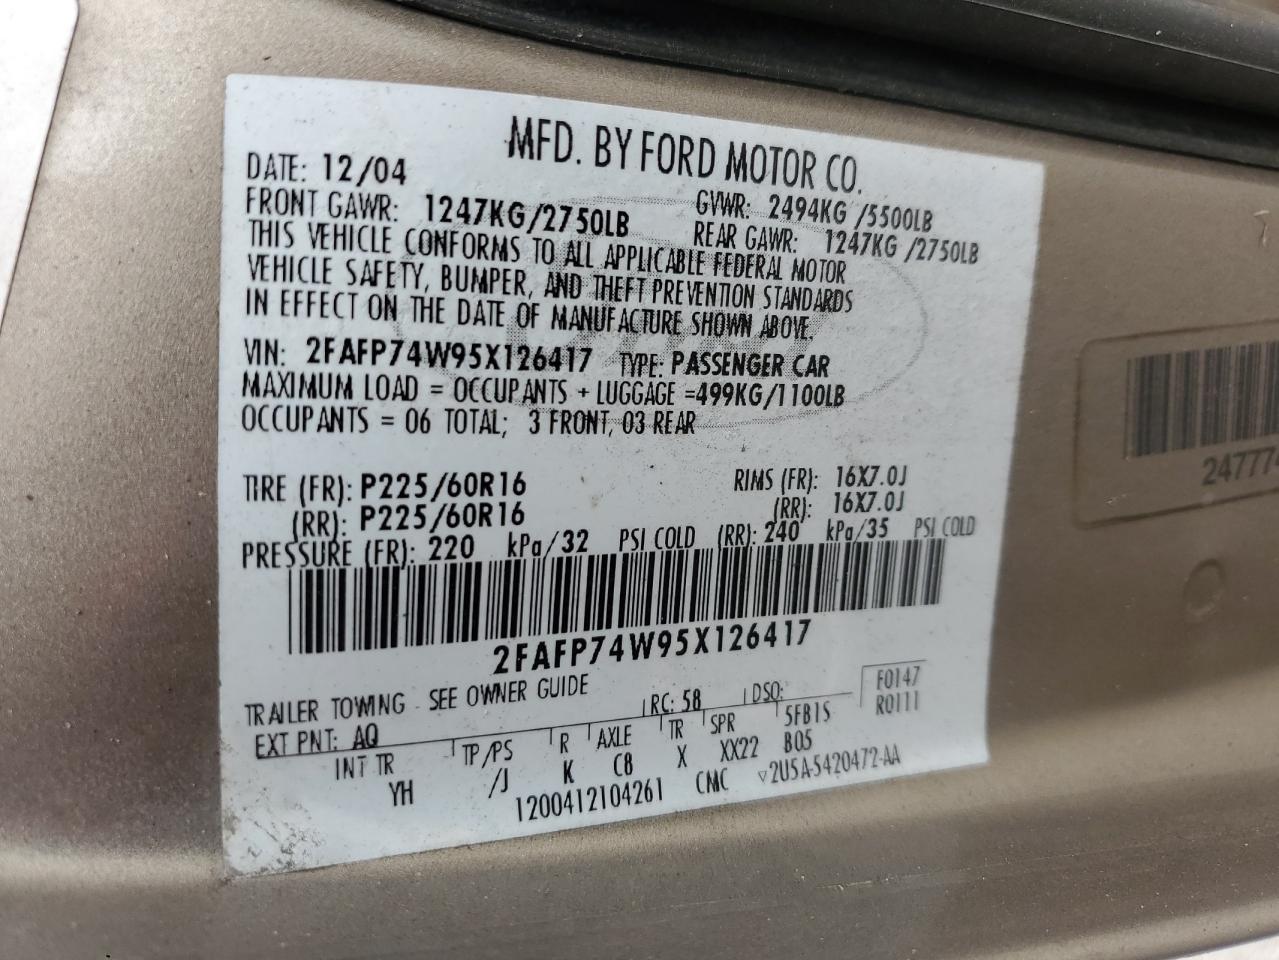 MFD. BY FORD MOTOR CO.
DATE: 12/04 GVWR: 2494KG /5500LB
FRONT GAWR: 1247KG/2750LB REAR GAWR: 1247KG /2750LB
THIS VEHICLE CONFORMS TO ALL APPLICABLE FEDERAL MOTOR
VEHICLE SAFETY, BUMPER, AND THEFT PREVENTION STANDARDS
IN EFFECT ON THE DATE OF MANUFACTURE SHOWN ABOVE.
VIN: 2FAFP74W95X126417 TYPE: PASSENGER CAR
MAXIMUM LOAD = OCCUPANTS + LUGGAGE =499KG/1100LB
OCCUPANTS = 06 TOTAL; 3 FRONT, 03 REAR
TIRE (FR): P225/60R16 RIMS (FR): 16X7.0J
(RR): P225/60R16 (RR): 16X7.0J
PRESSURE (FR): 220 kPa/32 PSI COLD (RR): 240 kPa/35 PSI COLD
2FAFP74W95X126417
TRAILER TOWING - SEE OWNER GUIDE
EXT PNT: AQ RC: 58 DSO: F0147
R0111
INT TR TP/PS R AXLE TR SPR 5FB1S
YH /J K C8 X XX22 B05
1200412104261 CMC ▽2U5A-5420472-AA